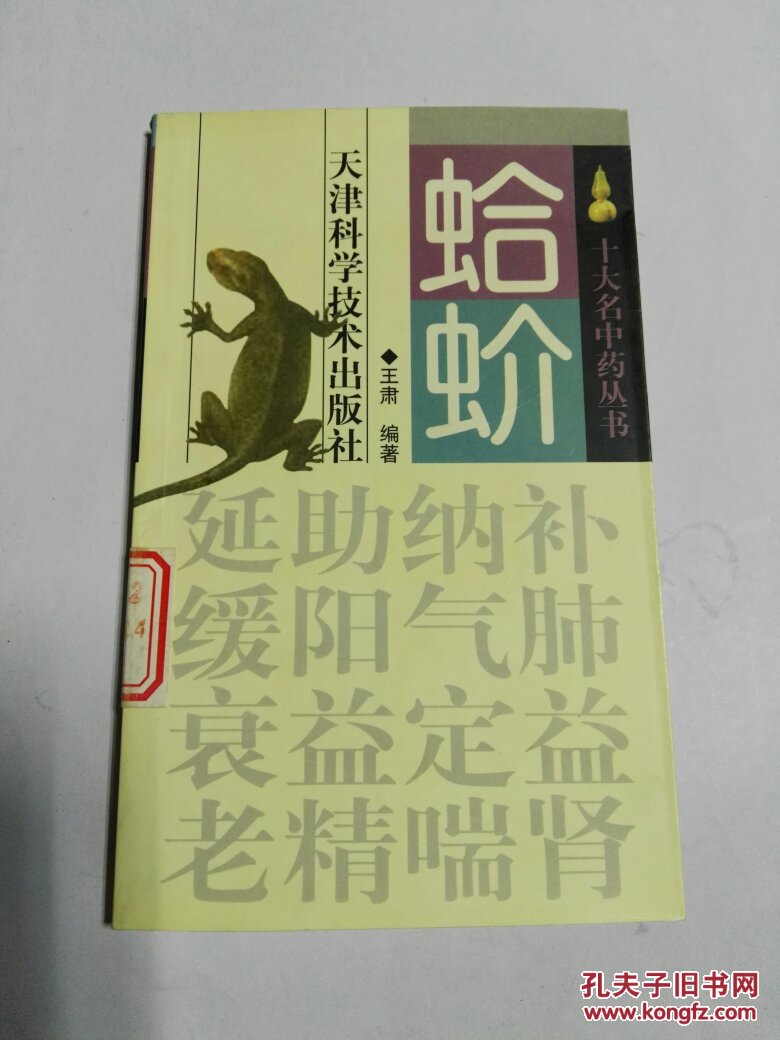 十大名中药丛书
蛤蚧
◆王肃 编著
天津科学技术出版社
补肺益肾
纳气定喘
助阳益精
延缓衰老
孔夫子旧书网
www.kongfz.com